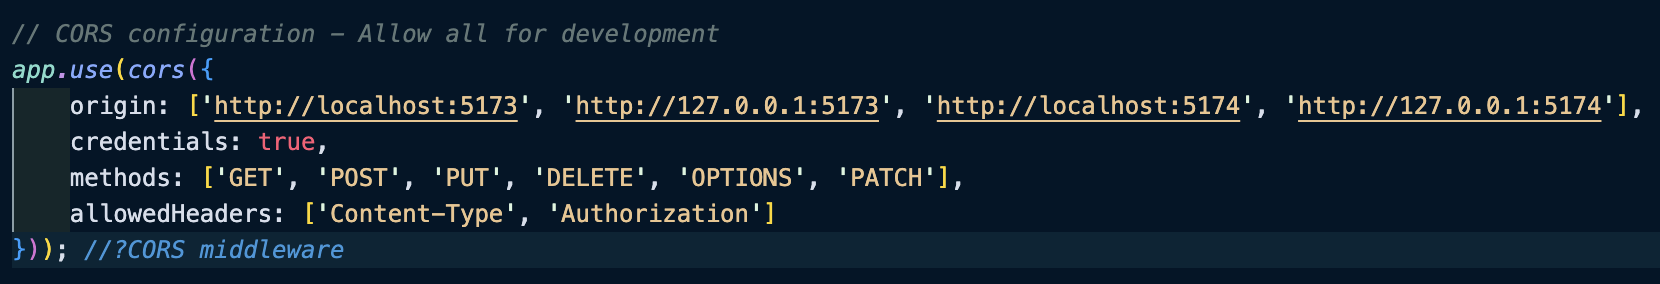 // CORS configuration - Allow all for development
app.use(cors({
    origin: ['http://localhost:5173', 'http://127.0.0.1:5173', 'http://localhost:5174', 'http://127.0.0.1:5174'],
    credentials: true,
    methods: ['GET', 'POST', 'PUT', 'DELETE', 'OPTIONS', 'PATCH'],
    allowedHeaders: ['Content-Type', 'Authorization']
})); //?CORS middleware